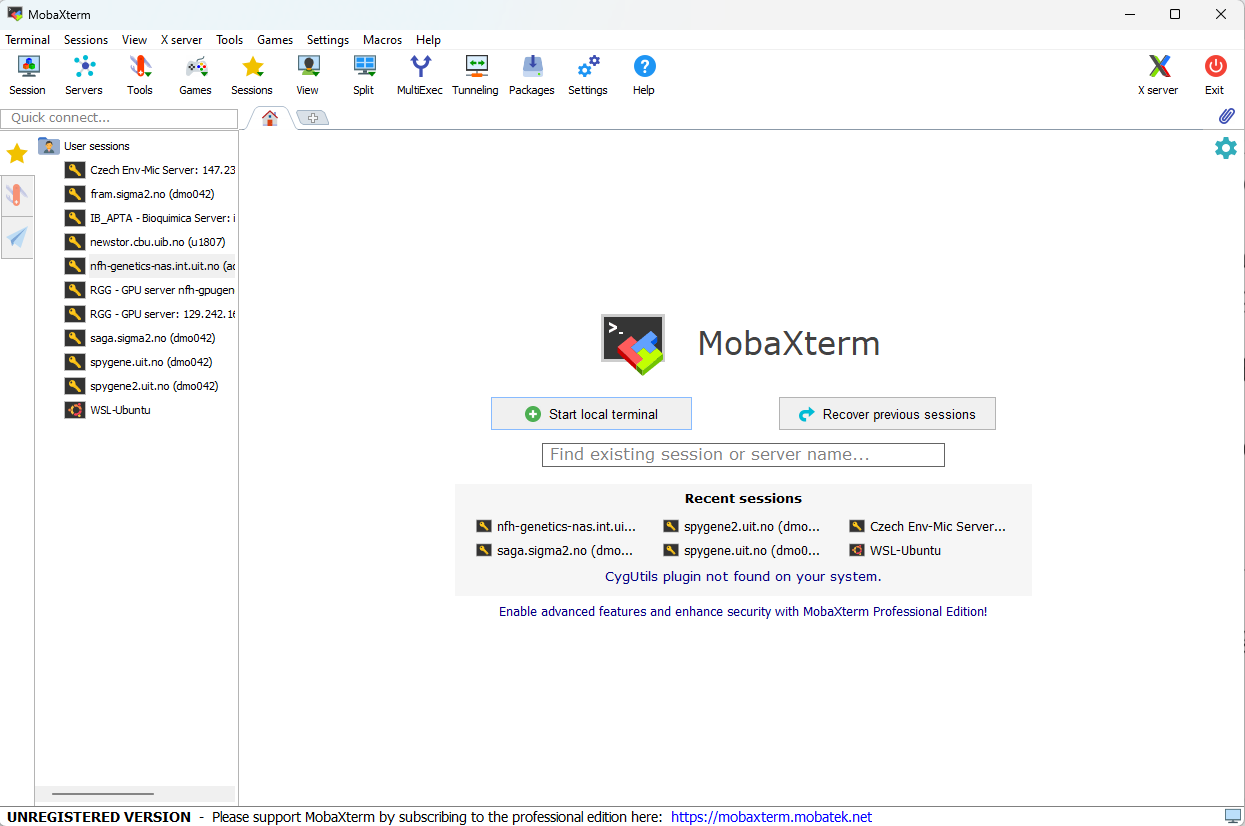 MobaXterm
Terminal Sessions View X server Tools Games Settings Macros Help
Session Servers Tools Games Sessions View Split MultiExec Tunneling Packages Settings Help X server Exit
Quick connect...
User sessions
Czech Env-Mic Server: 147.23
fram.sigma2.no (dmo042)
IB_APTA - Bioquimica Server: i
newstor.cbu.uib.no (u1807)
nfh-genetics-nas.int.uit.no (ac
RGG - GPU server nfh-gpugen
RGG - GPU server: 129.242.16
saga.sigma2.no (dmo042)
spygene.uit.no (dmo042)
spygene2.uit.no (dmo042)
WSL-Ubuntu
>_
MobaXterm
Start local terminal Recover previous sessions
Find existing session or server name...
Recent sessions
nfh-genetics-nas.int.ui... spygene2.uit.no (dmo... Czech Env-Mic Server...
saga.sigma2.no (dmo... spygene.uit.no (dmo0... WSL-Ubuntu
CygUtils plugin not found on your system.
Enable advanced features and enhance security with MobaXterm Professional Edition!
UNREGISTERED VERSION - Please support MobaXterm by subscribing to the professional edition here: https://mobaxterm.mobatek.net